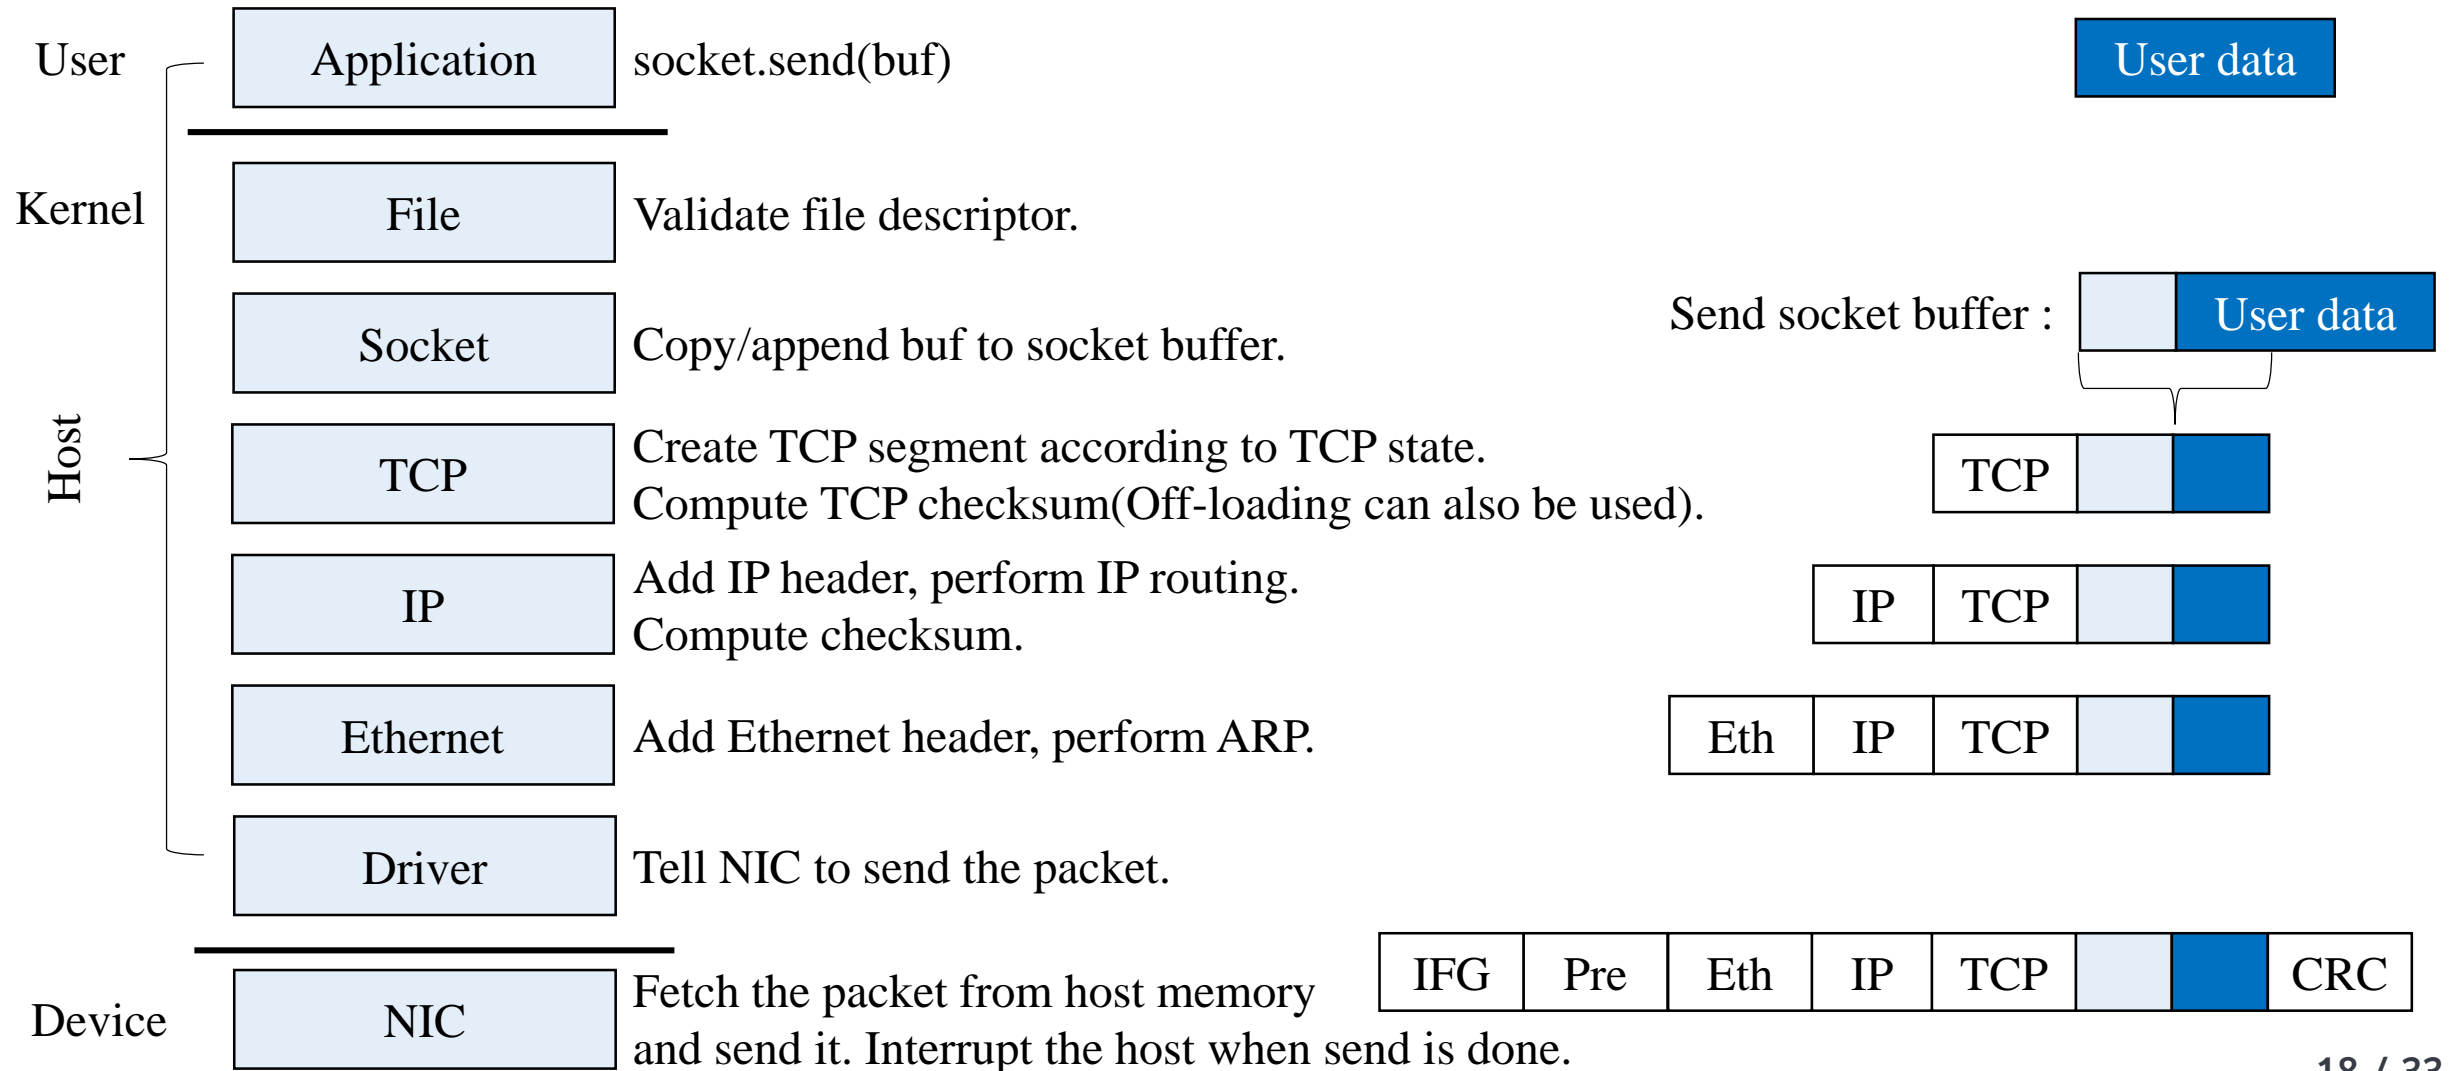 User
Application
socket.send(buf)
User data
Kernel
File
Validate file descriptor.
Send socket buffer :
User data
Socket
Copy/append buf to socket buffer.
Host
TCP
Create TCP segment according to TCP state.
Compute TCP checksum(Off-loading can also be used).
TCP
IP
Add IP header, perform IP routing.
Compute checksum.
IP TCP
Ethernet
Add Ethernet header, perform ARP.
Eth IP TCP
Driver
Tell NIC to send the packet.
IFG Pre Eth IP TCP CRC
Device
NIC
Fetch the packet from host memory
and send it. Interrupt the host when send is done.
18 / 33